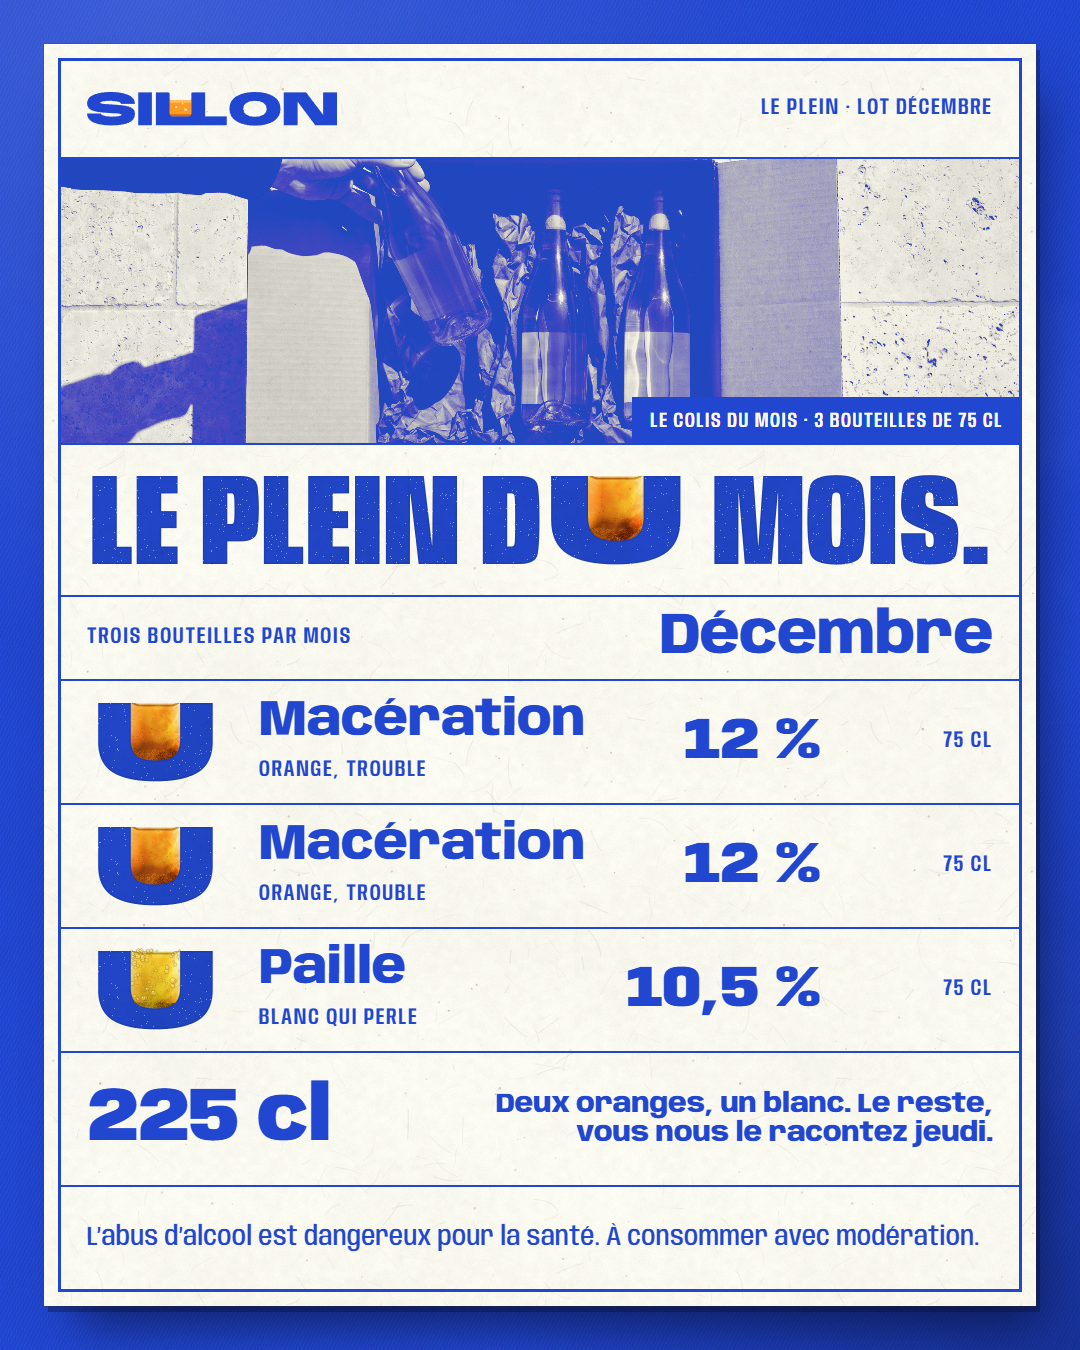 SILLON
LE PLEIN · LOT DÉCEMBRE
LE COLIS DU MOIS · 3 BOUTEILLES DE 75 CL
LE PLEIN DU MOIS.
TROIS BOUTEILLES PAR MOIS
Décembre
Macération
ORANGE, TROUBLE
12 %
75 CL
Macération
ORANGE, TROUBLE
12 %
75 CL
Paille
BLANC QUI PERLE
10,5 %
75 CL
225 cl
Deux oranges, un blanc. Le reste,
vous nous le racontez jeudi.
L'abus d'alcool est dangereux pour la santé. À consommer avec modération.